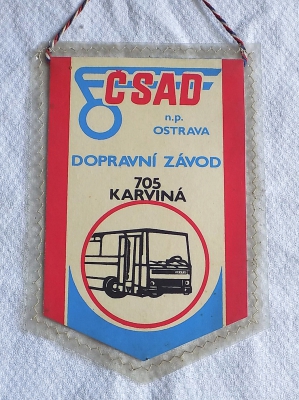 ČSAD
n.p.
OSTRAVA
DOPRAVNÍ ZÁVOD
705
KARVINÁ